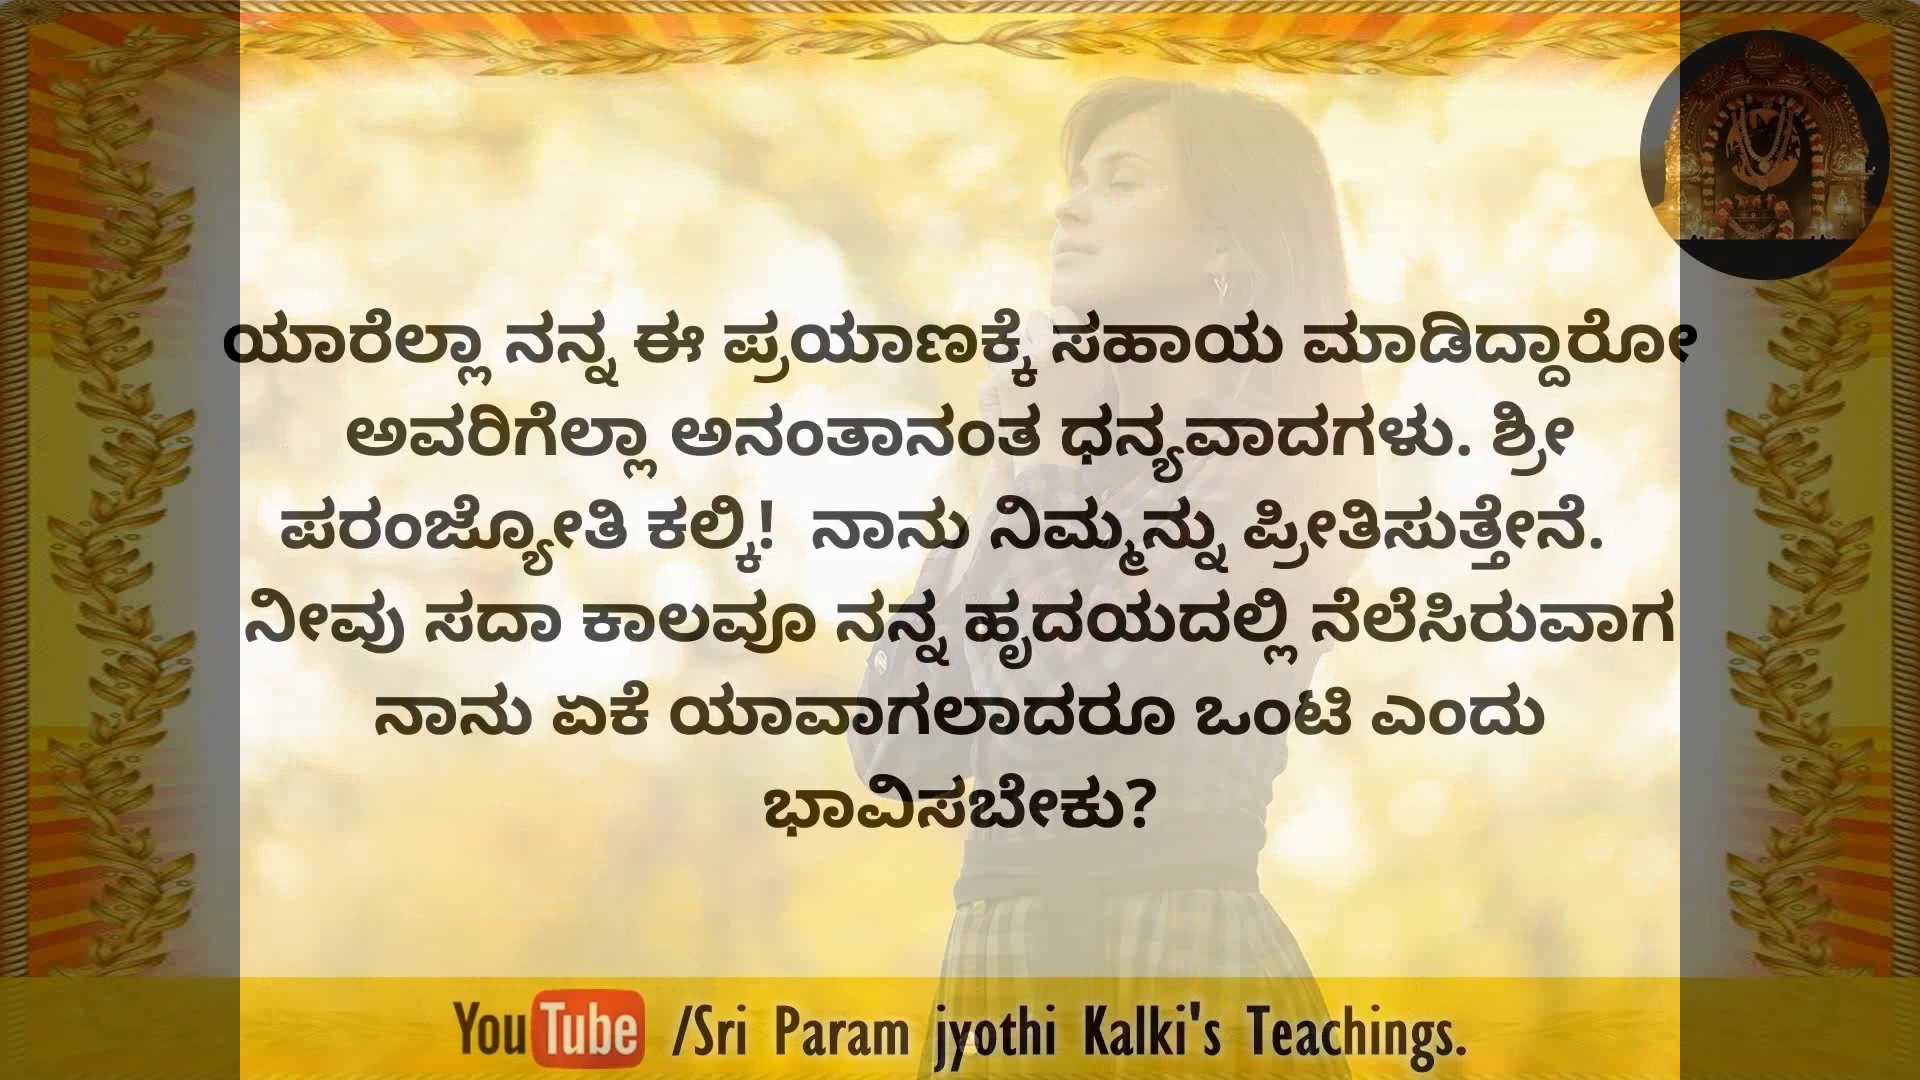 ಯಾರೆಲ್ಲಾ ನನ್ನ ಈ ಪ್ರಯಾಣಕ್ಕೆ ಸಹಾಯ ಮಾಡಿದ್ದಾರೋ
ಅವರಿಗೆಲ್ಲಾ ಅನಂತಾನಂತ ಧನ್ಯವಾದಗಳು. ಶ್ರೀ
ಪರಂಜ್ಯೋತಿ ಕಲ್ಕಿ! ನಾನು ನಿಮ್ಮನ್ನು ಪ್ರೀತಿಸುತ್ತೇನೆ.
ನೀವು ಸದಾ ಕಾಲವೂ ನನ್ನ ಹೃದಯದಲ್ಲಿ ನೆಲೆಸಿರುವಾಗ
ನಾನು ಏಕೆ ಯಾವಾಗಲಾದರೂ ಒಂಟಿ ಎಂದು
ಭಾವಿಸಬೇಕು?
YouTube /Sri Param jyothi Kalki's Teachings.